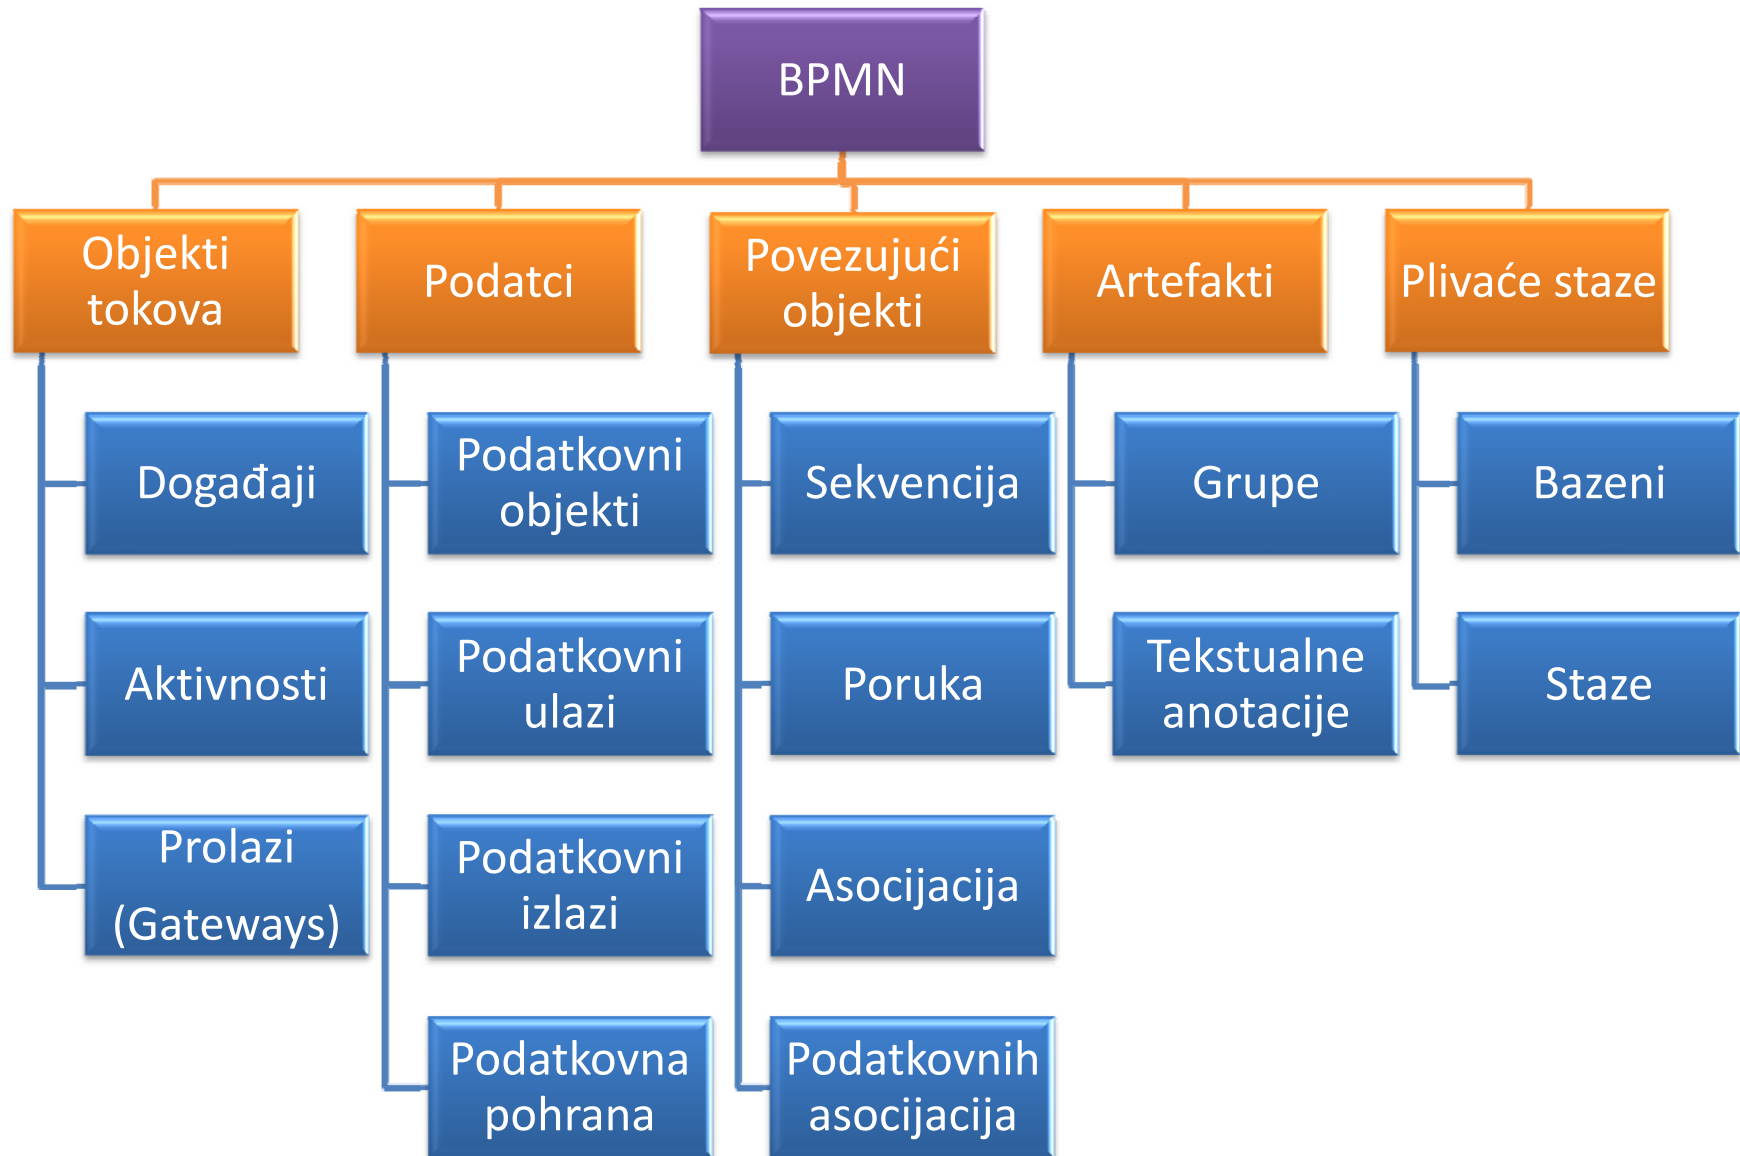 BPMN
Objekti
tokova
Podatci
Povezujući
objekti
Artefakti
Plivaće staze
Događaji
Aktivnosti
Prolazi
(Gateways)
Podatkovni
objekti
Podatkovni
ulazi
Podatkovni
izlazi
Podatkovna
pohrana
Sekvencija
Poruka
Asocijacija
Podatkovnih
asocijacija
Grupe
Tekstualne
anotacije
Bazeni
Staze